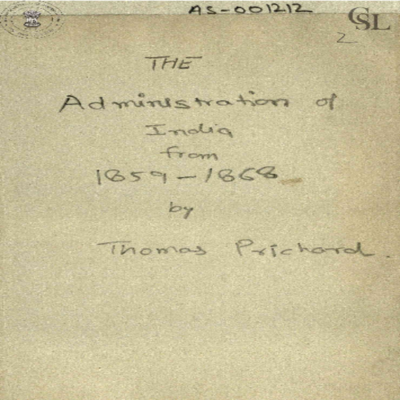 AS-001212
CSL
2
THE
Administration of
India
from
1859-1868
by
Thomas Prichard.